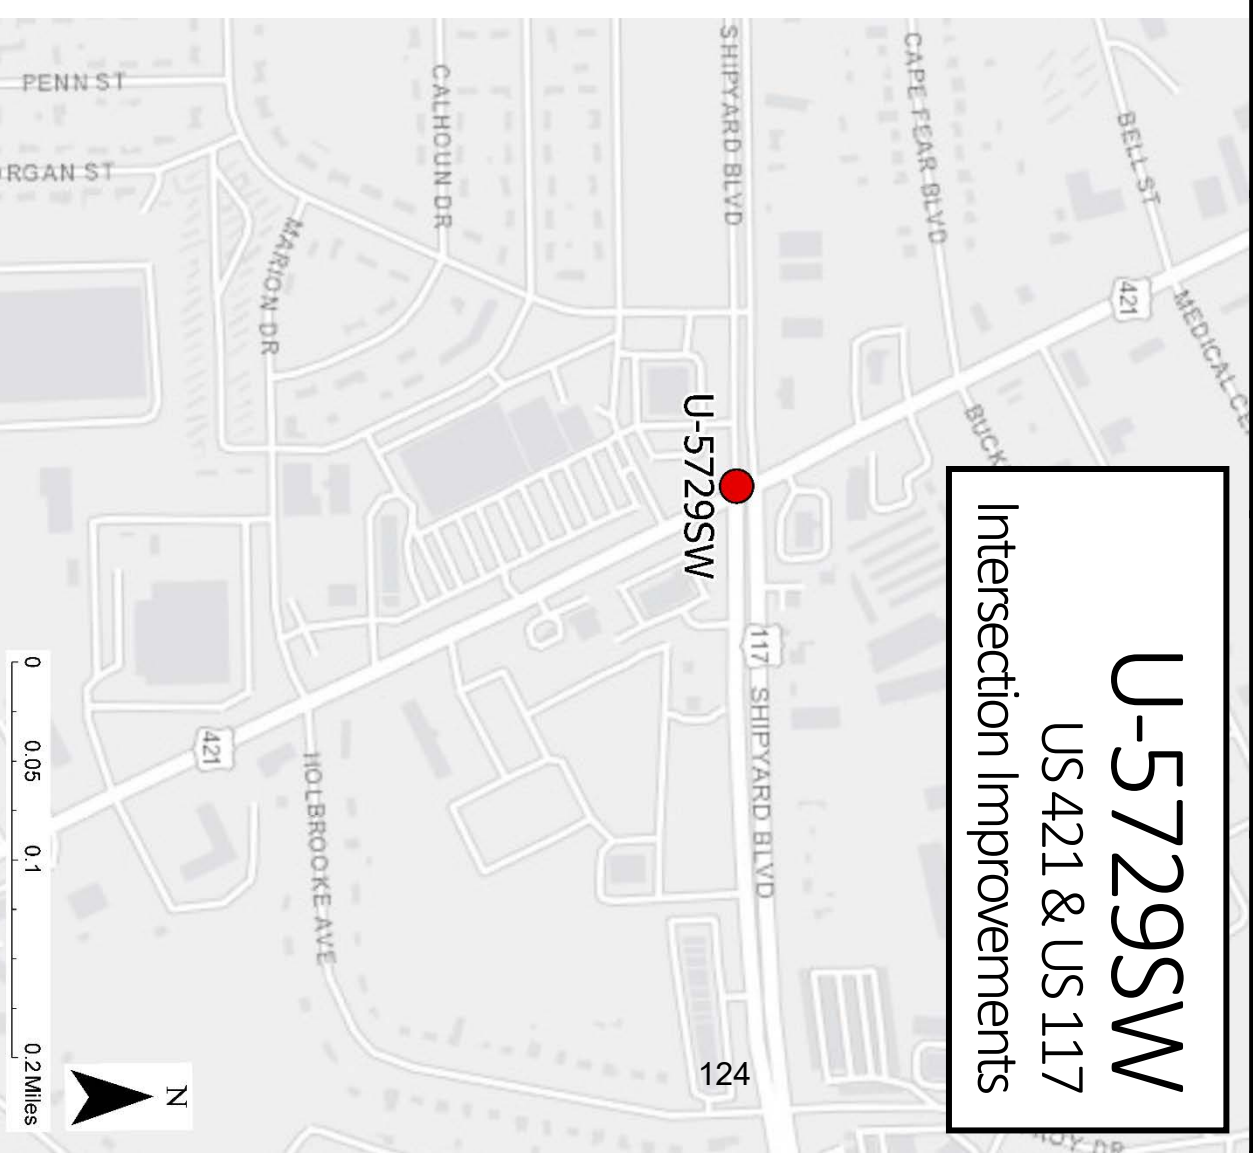 U-5729SW
US 421 & US 117
Intersection Improvements
BELL ST
MEDICAL CE
421
CAPE FEAR BLVD
BUCK
SHIPYARD BLVD
117
SHIPYARD BLVD
U-5729SW
CALHOUN DR
MARION DR
PENN ST
RGAN ST
HOLBROOKE AVE
421
OY DR
124
N
0 0.05 0.1 0.2 Miles